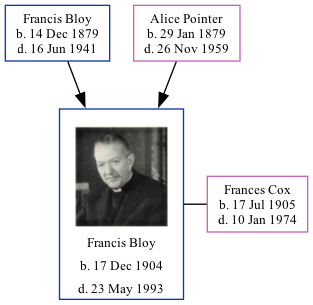 Francis Bloy
b. 14 Dec 1879
d. 16 Jun 1941
Alice Pointer
b. 29 Jan 1879
d. 26 Nov 1959
Francis Bloy
b. 17 Dec 1904
d. 23 May 1993
Frances Cox
b. 17 Jul 1905
d. 10 Jan 1974